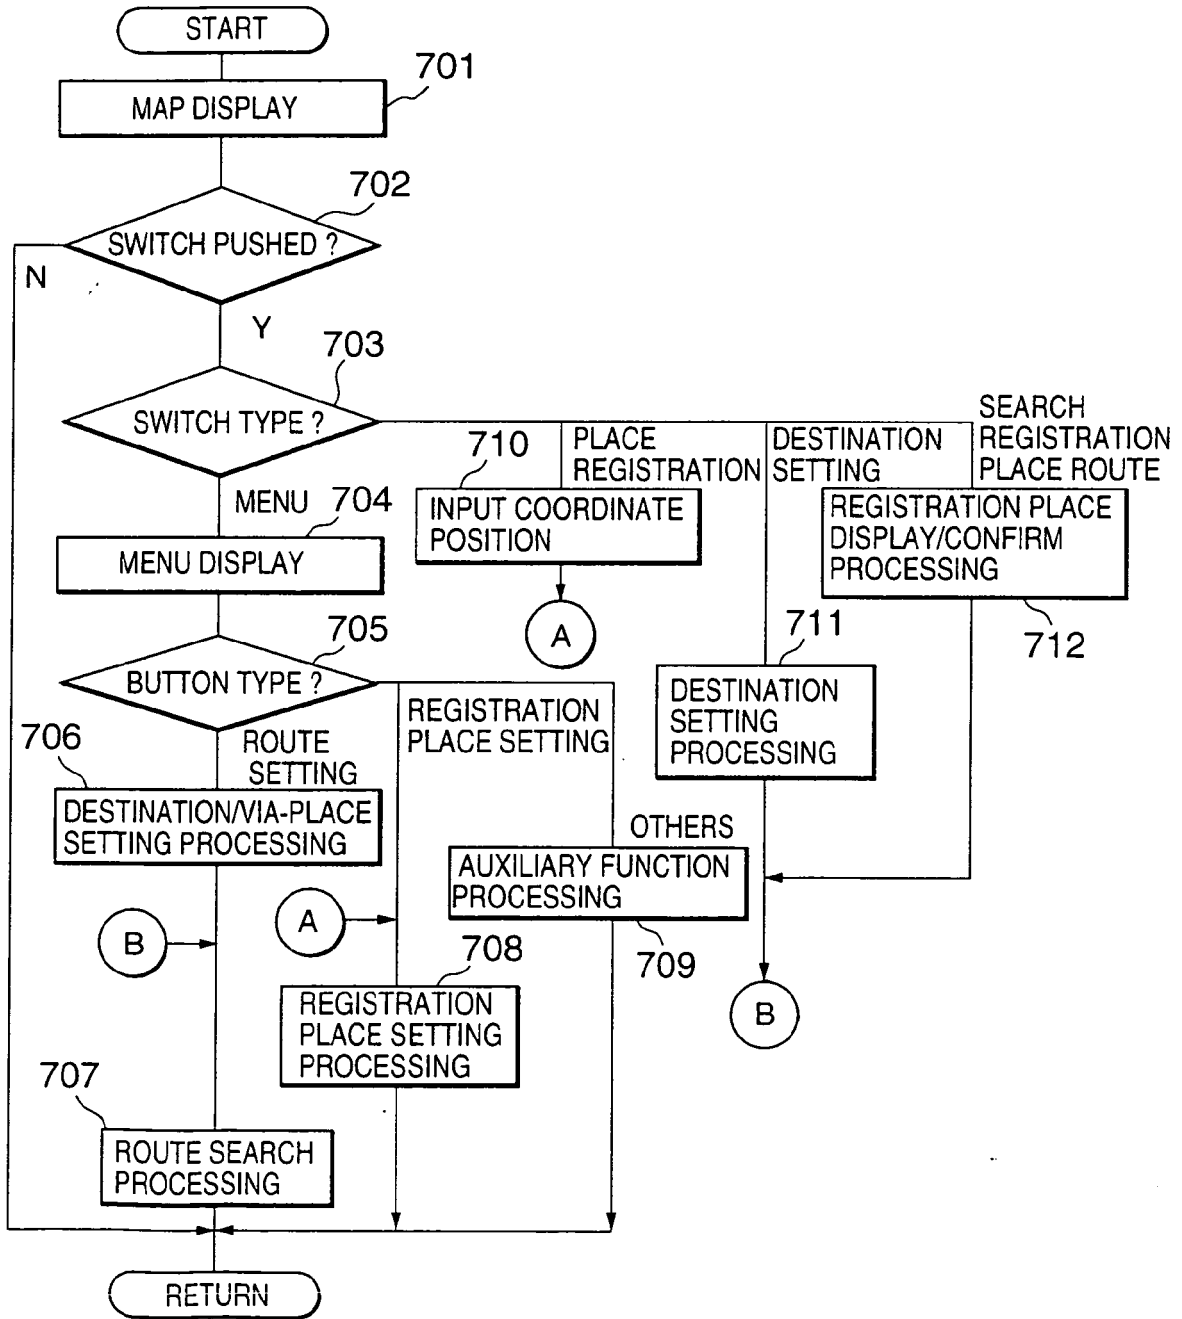 START
701
MAP DISPLAY
702
SWITCH PUSHED ?
N
Y
703
SWITCH TYPE ?
SEARCH
REGISTRATION
PLACE ROUTE
DESTINATION
SETTING
PLACE
REGISTRATION
710
INPUT COORDINATE
POSITION
A
REGISTRATION PLACE
DISPLAY/CONFIRM
PROCESSING
712
MENU
704
MENU DISPLAY
705
BUTTON TYPE ?
711
DESTINATION
SETTING
PROCESSING
REGISTRATION
PLACE SETTING
706
ROUTE
SETTING
DESTINATION/VIA-PLACE
SETTING PROCESSING
OTHERS
AUXILIARY FUNCTION
PROCESSING
709
B
A
708
REGISTRATION
PLACE SETTING
PROCESSING
B
707
ROUTE SEARCH
PROCESSING
RETURN